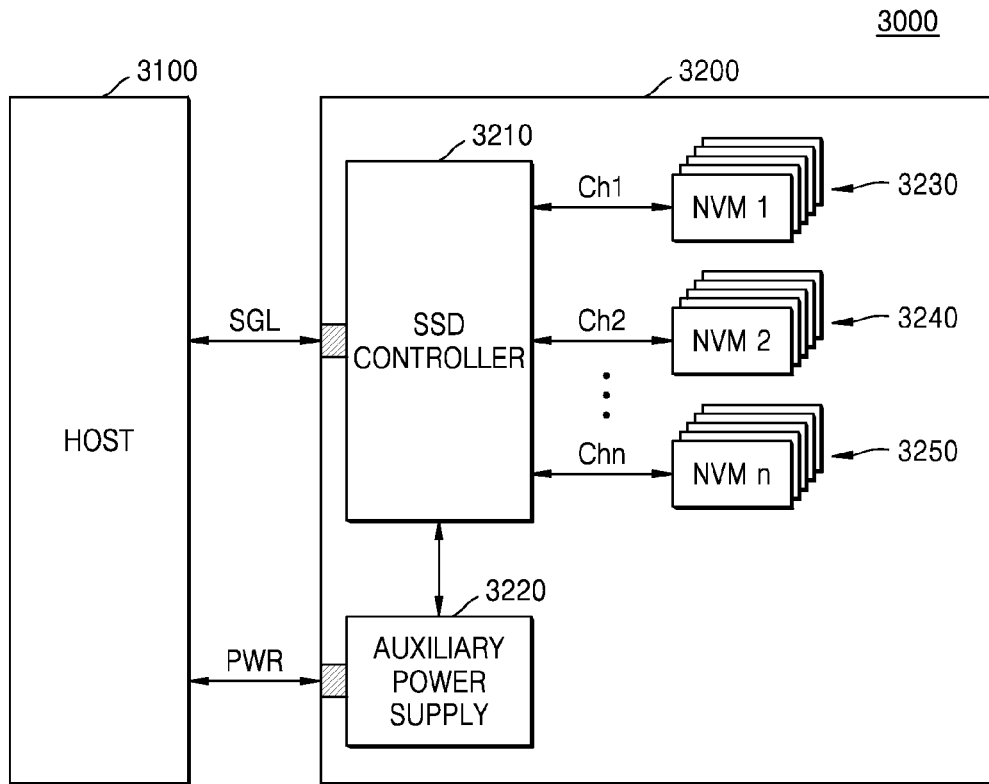 3000
3100
3200
3210
Ch1
NVM 1
3230
SGL
SSD
CONTROLLER
Ch2
NVM 2
3240
HOST
Chn
NVM n
3250
3220
PWR
AUXILIARY
POWER
SUPPLY